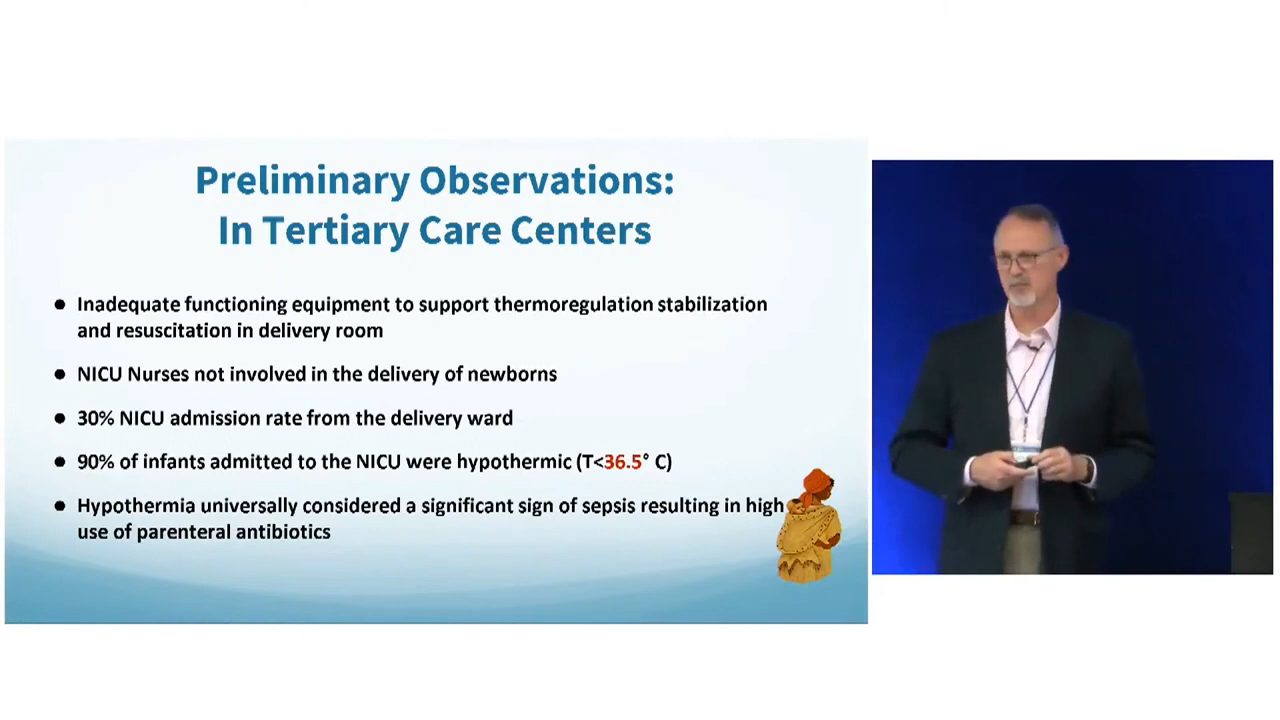 Preliminary Observations:
In Tertiary Care Centers
● Inadequate functioning equipment to support thermoregulation stabilization
and resuscitation in delivery room
● NICU Nurses not involved in the delivery of newborns
● 30% NICU admission rate from the delivery ward
● 90% of infants admitted to the NICU were hypothermic (T<36.5° C)
● Hypothermia universally considered a significant sign of sepsis resulting in high
use of parenteral antibiotics